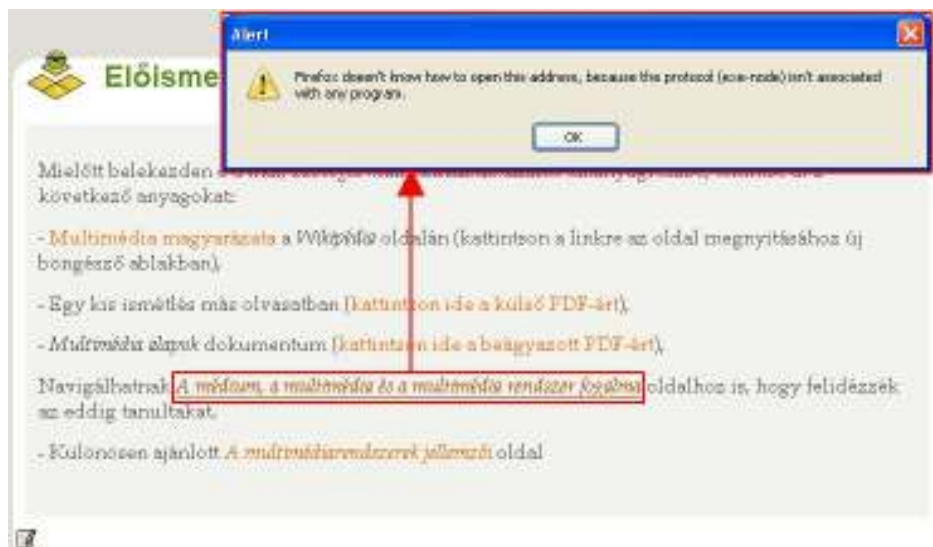 Alert
Előisme
Firefox doesn't know how to open this address, because the protocol (exe-node) isn't associated
with any program.
OK
Mielőtt belekezden
következő anyagokat:
- Multimédia magyarázata a Wikipédia oldalán (kattintson a linkre az oldal megnyitásához új
böngésző ablakban),
- Egy kis ismétlés más olvasatban (kattintson ide a külső PDF-ért),
- Multimédia alapok dokumentum (kattintson ide a beágyazott PDF-ért),
Navigálhatnak A médium, a multimédia és a multimédia rendszer fogalma oldalhoz is, hogy felidézzék
az eddig tanultakat.
- Különösen ajánlott A multimédiarendszerek jellemzői oldal